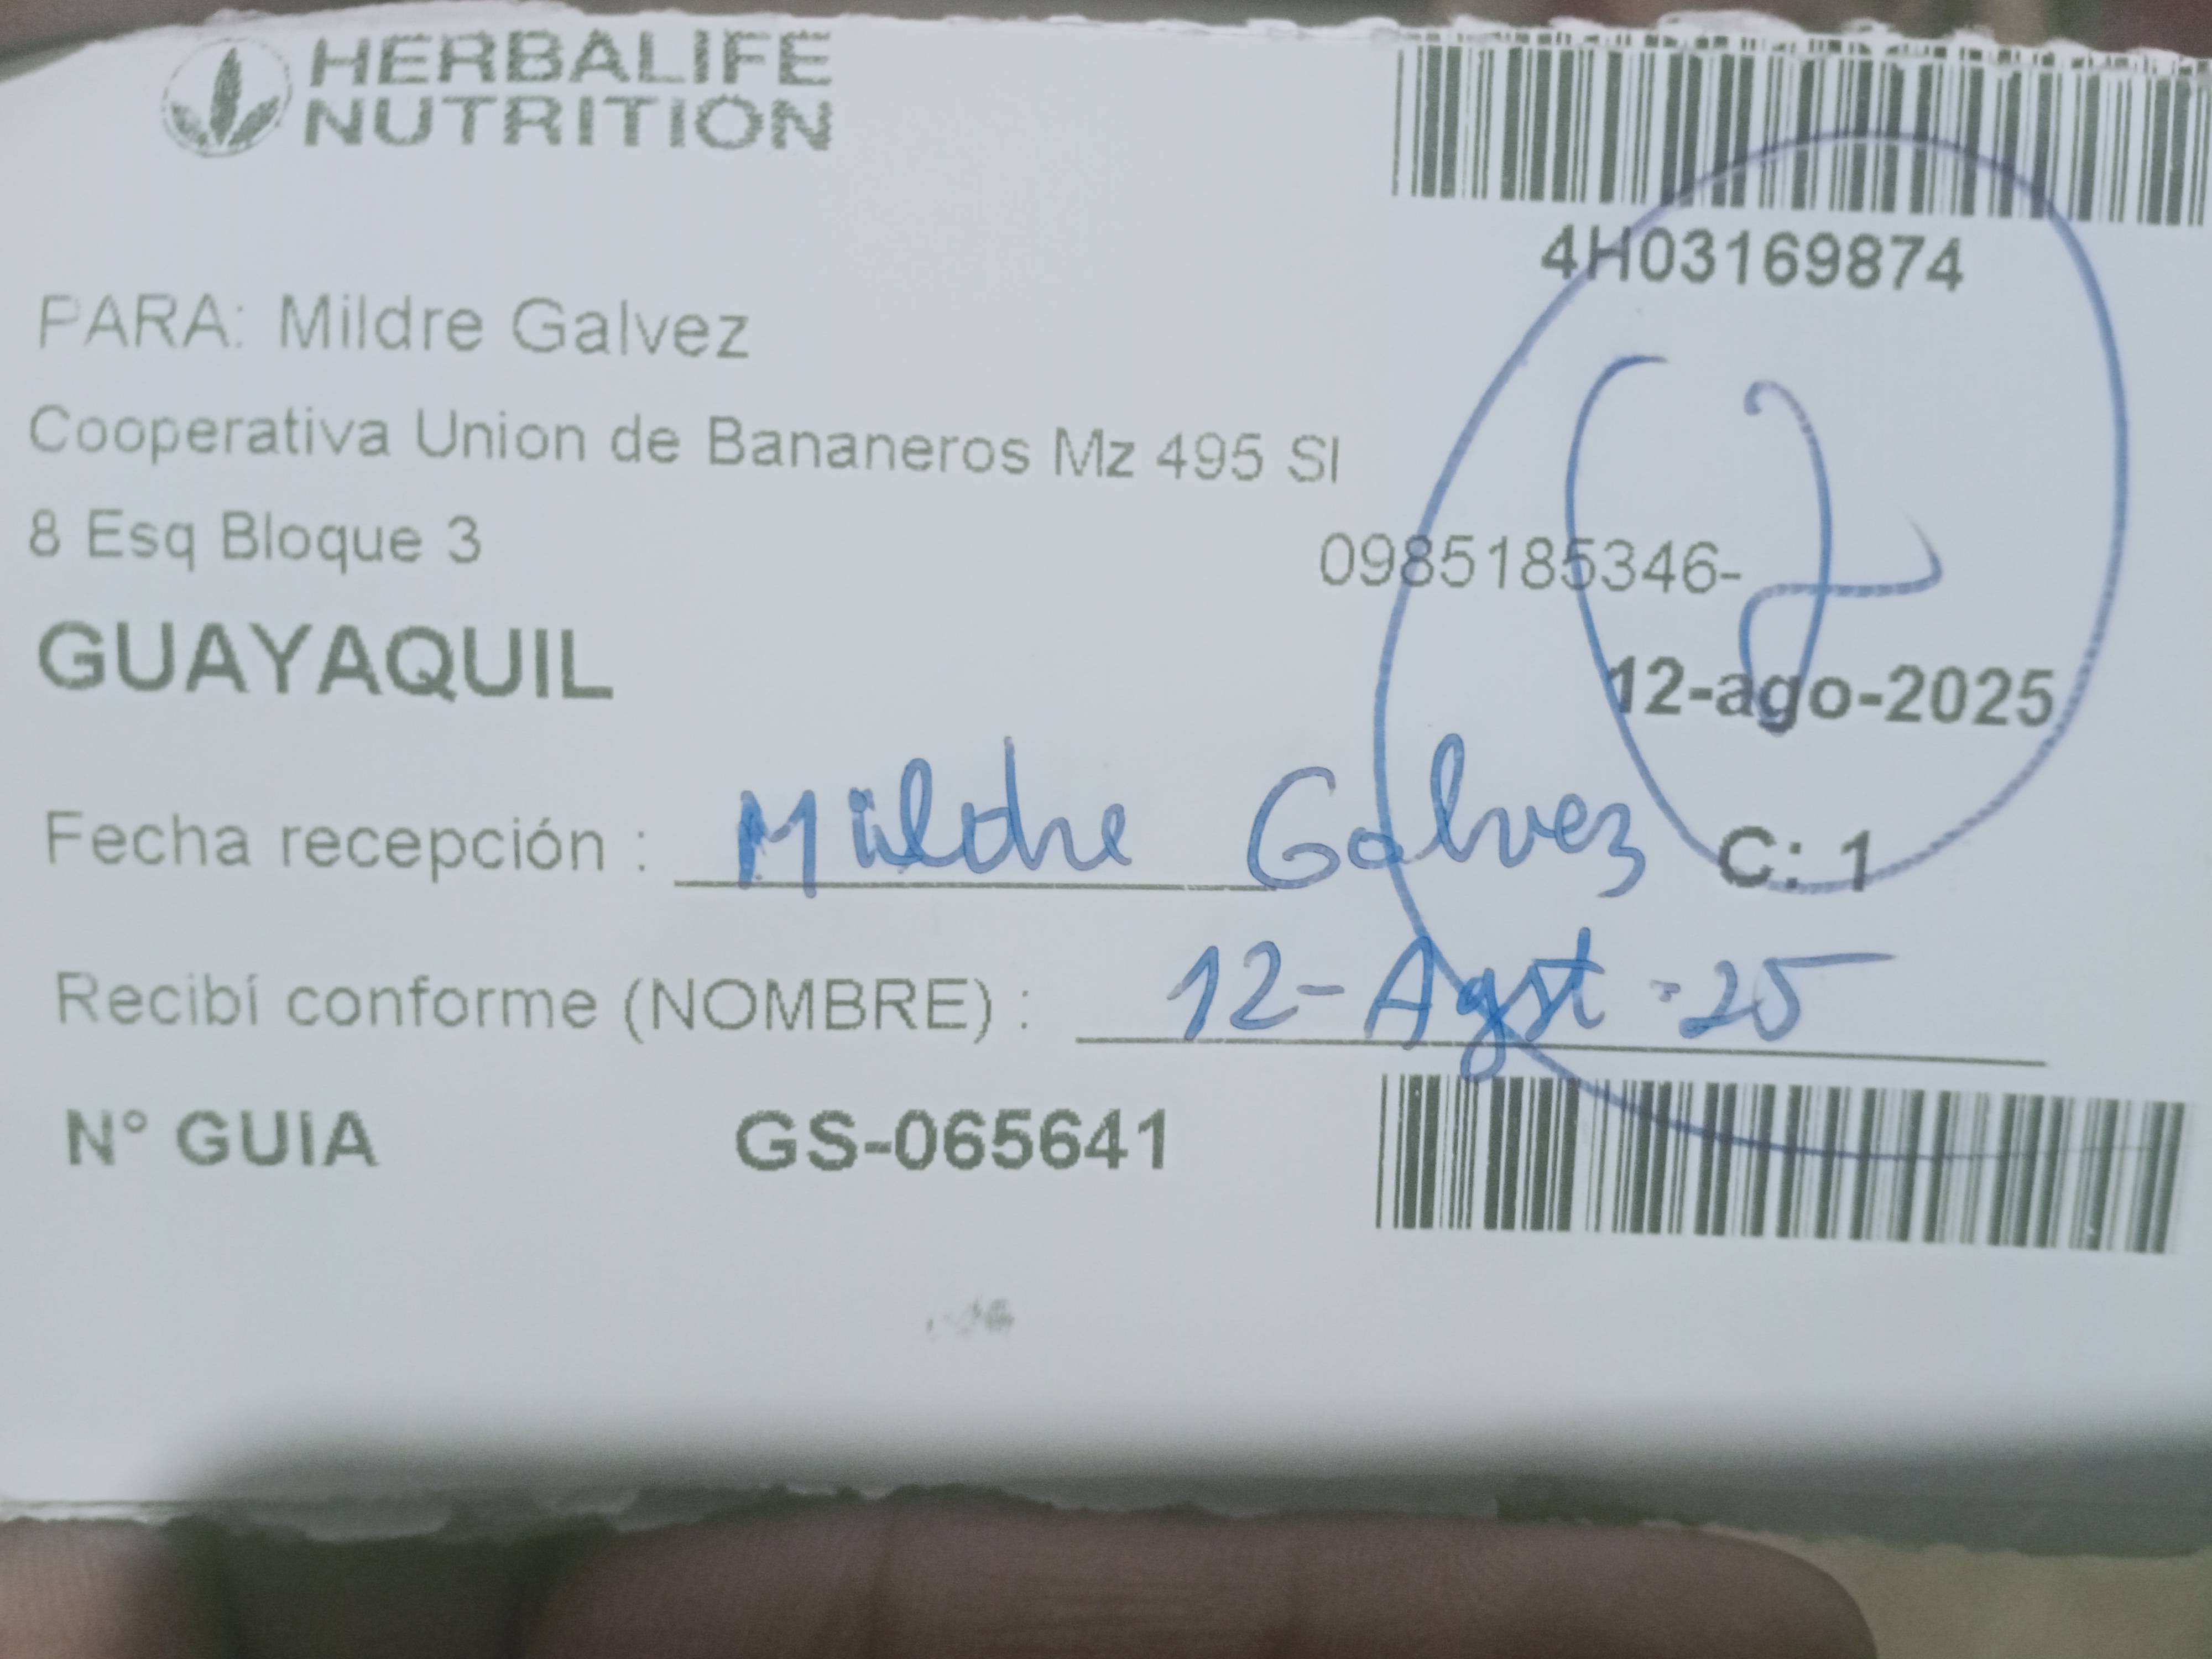 HERBALIFE
NUTRITION
4H03169874
PARA: Mildre Galvez
Cooperativa Union de Bananeros Mz 495 Sl
8 Esq Bloque 3
0985185346-
GUAYAQUIL
12-ago-2025
Fecha recepción : Mildre Galvez
C: 1
Recibí conforme (NOMBRE) : 12-Agst-25
N° GUIA GS-065641